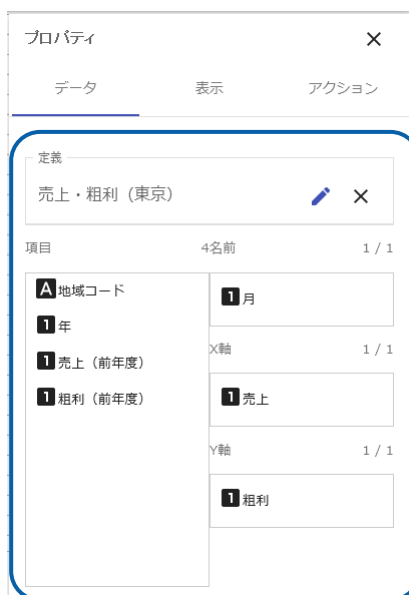 プロパティ ×
データ 表示 アクション
定義
売上・粗利（東京） ×
項目 4名前 1 / 1
A 地域コード
1 年
1 売上（前年度）
1 粗利（前年度）
1 月
X軸 1 / 1
1 売上
Y軸 1 / 1
1 粗利